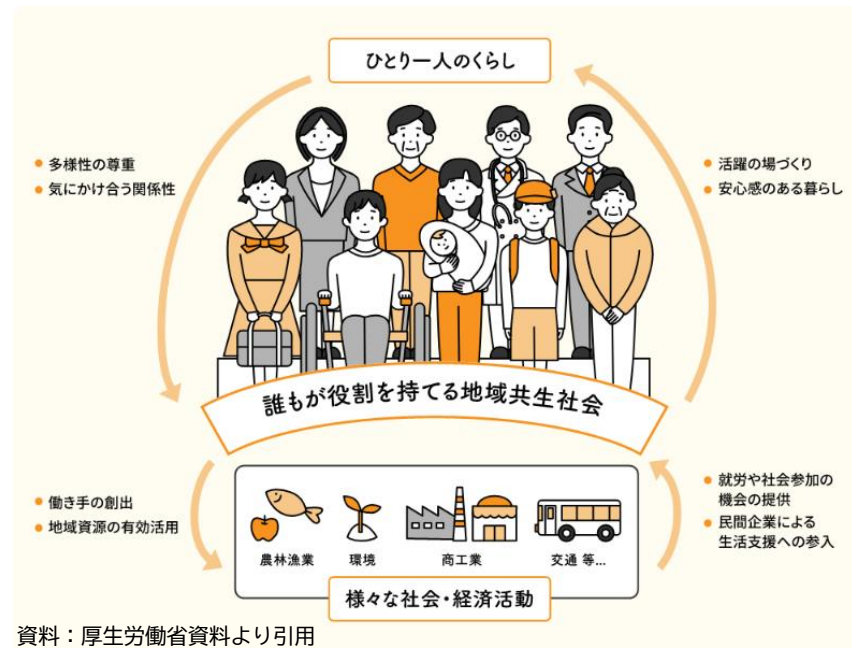 ひとり一人のくらし
多様性の尊重
気にかけ合う関係性
活躍の場づくり
安心感のある暮らし
誰もが役割を持てる地域共生社会
働き手の創出
地域資源の有効活用
農林漁業
環境
商工業
交通 等...
就労や社会参加の
機会の提供
民間企業による
生活支援への参入
様々な社会・経済活動
資料：厚生労働省資料より引用